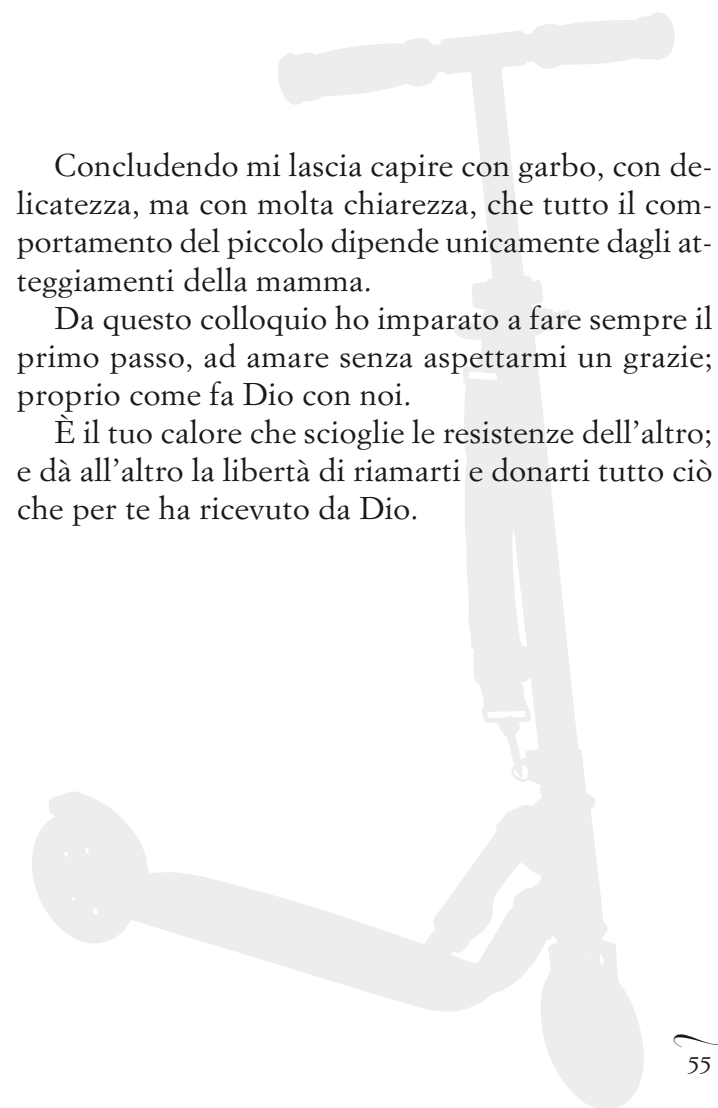 Concludendo mi lascia capire con garbo, con de-
licatezza, ma con molta chiarezza, che tutto il com-
portamento del piccolo dipende unicamente dagli at-
teggiamenti della mamma.
Da questo colloquio ho imparato a fare sempre il
primo passo, ad amare senza aspettarmi un grazie;
proprio come fa Dio con noi.
È il tuo calore che scioglie le resistenze dell’altro;
e dà all’altro la libertà di riamarti e donarti tutto ciò
che per te ha ricevuto da Dio.
55